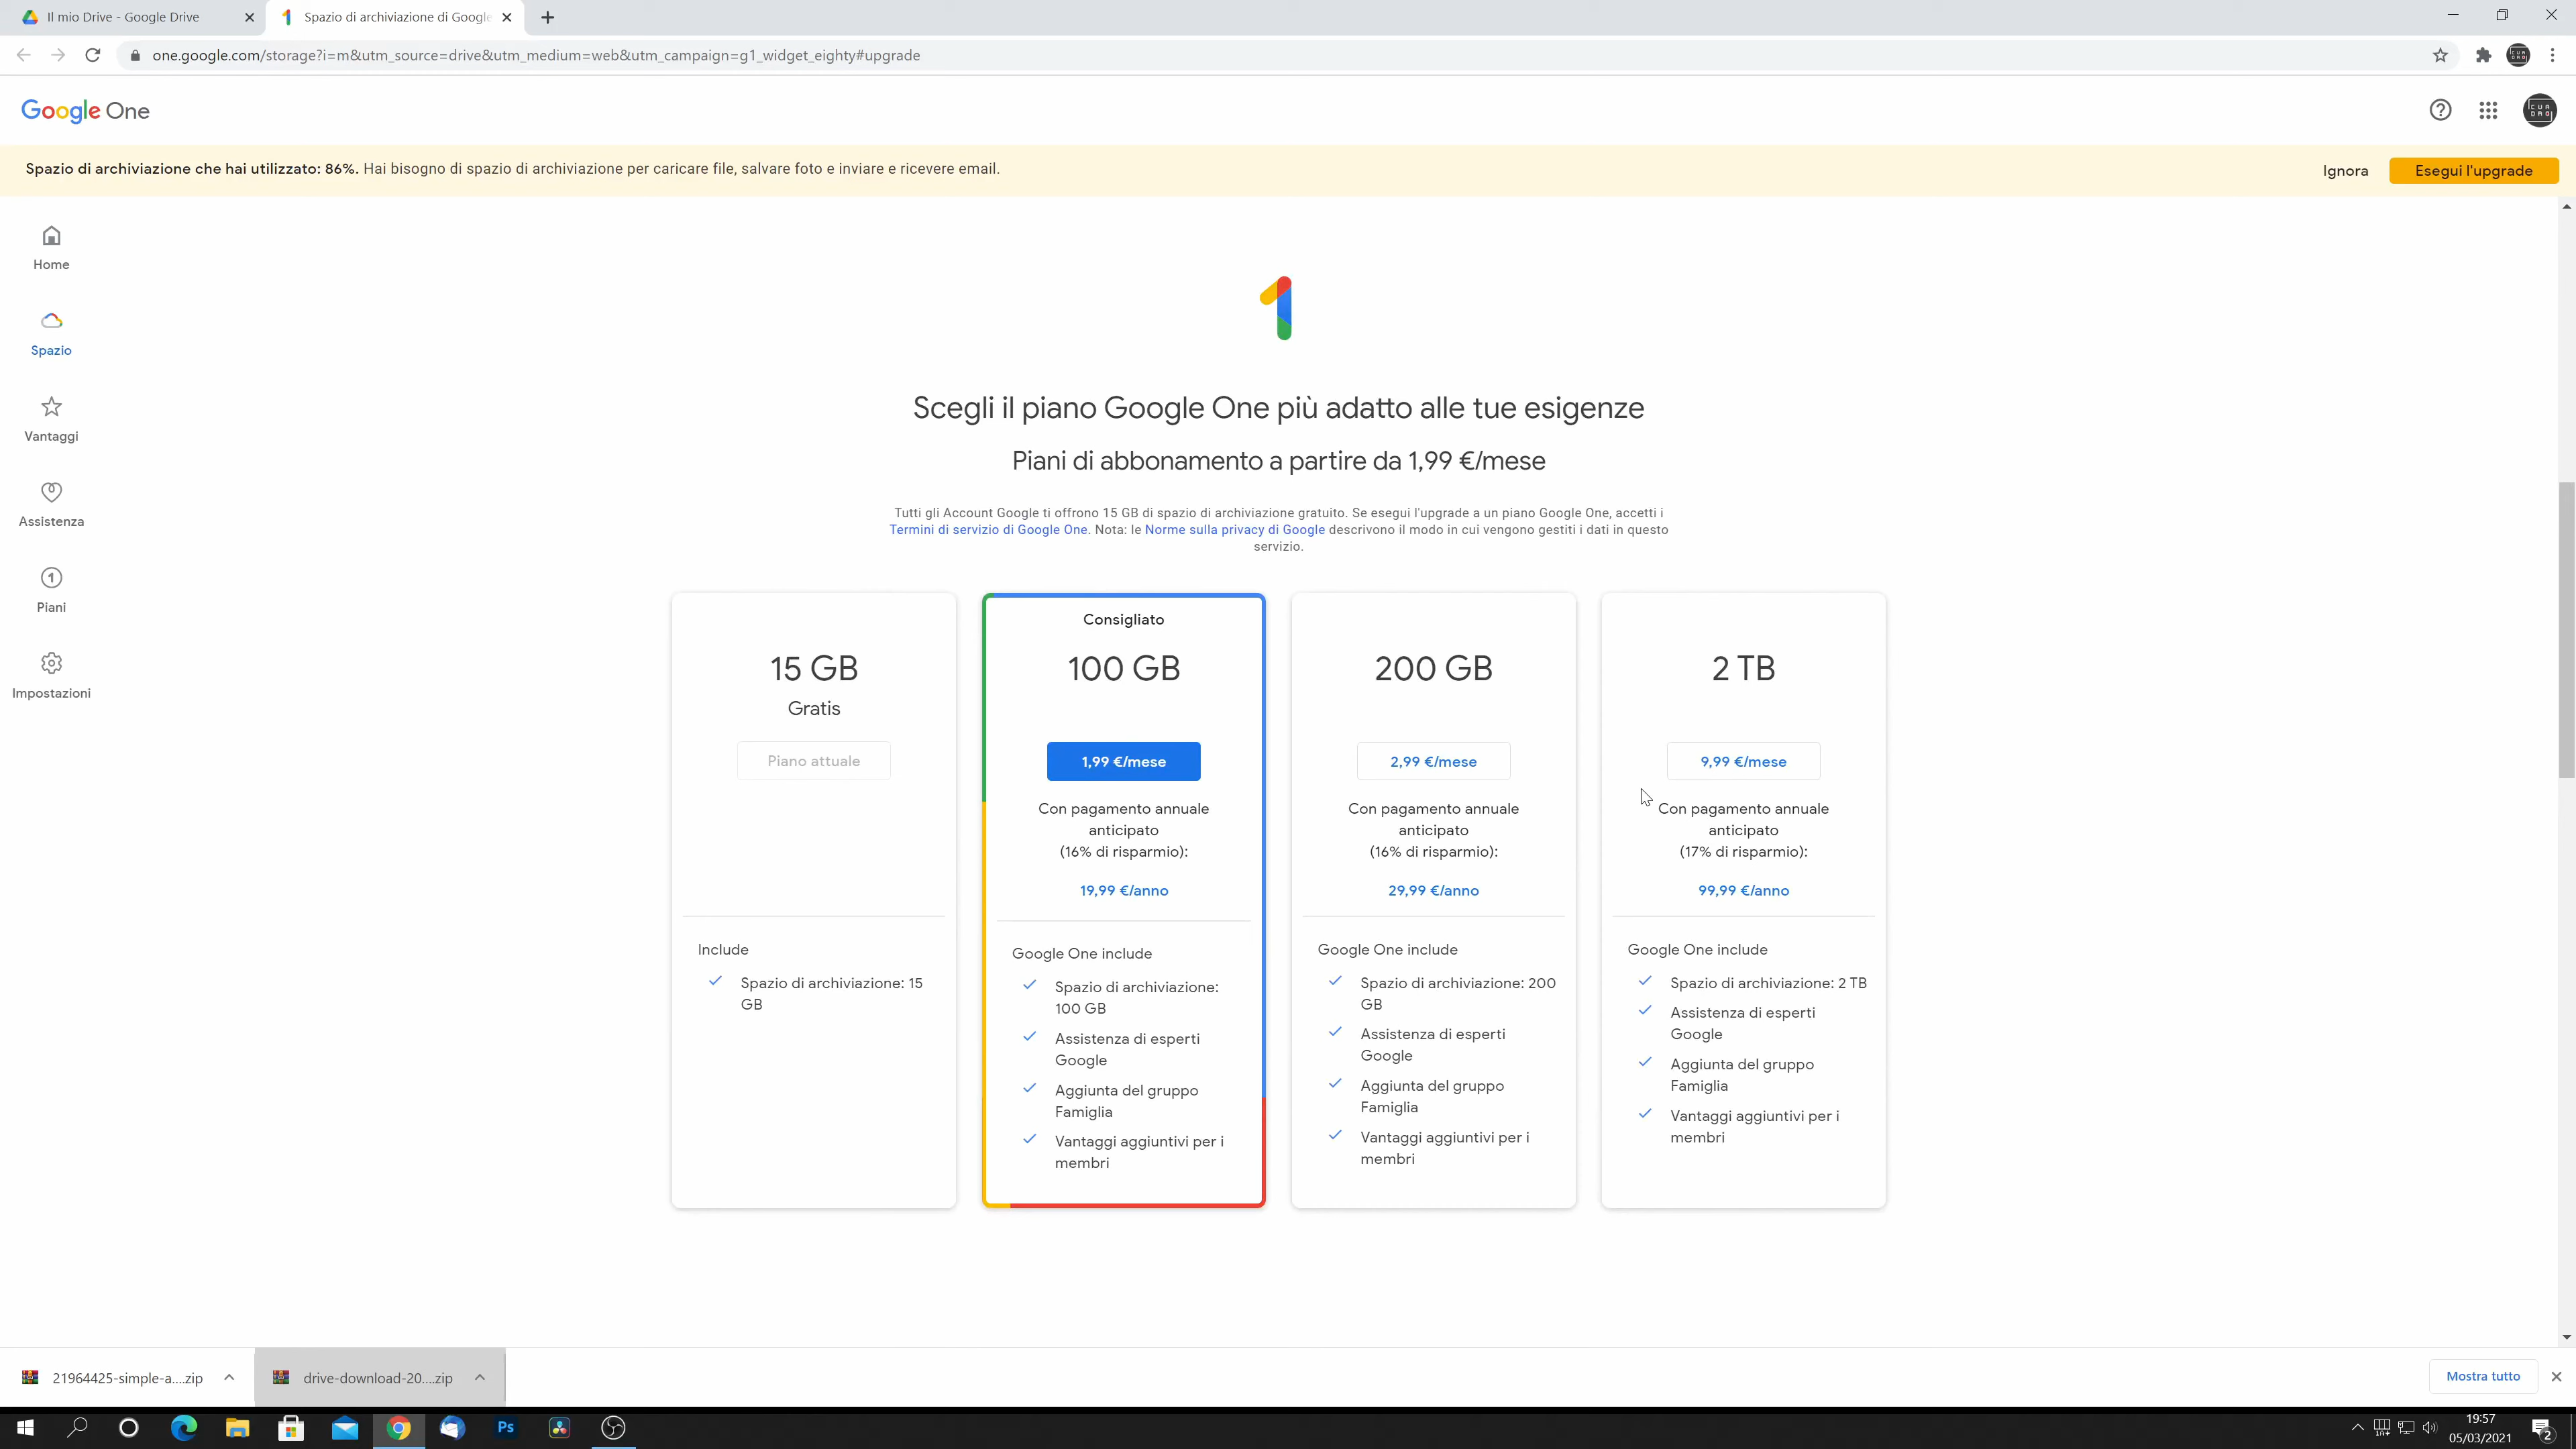 Il mio Drive - Google Drive
Spazio di archiviazione di Google
one.google.com/storage?i=m&utm_source=drive&utm_medium=web&utm_campaign=g1_widget_eighty#upgrade
Google One
Spazio di archiviazione che hai utilizzato: 86%. Hai bisogno di spazio di archiviazione per caricare file, salvare foto e inviare e ricevere email.
Ignora
Esegui l'upgrade
Home
Spazio
Vantaggi
Assistenza
Piani
Impostazioni
Scegli il piano Google One più adatto alle tue esigenze
Piani di abbonamento a partire da 1,99 €/mese
Tutti gli Account Google ti offrono 15 GB di spazio di archiviazione gratuito. Se esegui l'upgrade a un piano Google One, accetti i
Termini di servizio di Google One. Nota: le Norme sulla privacy di Google descrivono il modo in cui vengono gestiti i dati in questo
servizio.
15 GB
Gratis
Piano attuale
Include
Spazio di archiviazione: 15
GB
Consigliato
100 GB
1,99 €/mese
Con pagamento annuale
anticipato
(16% di risparmio):
19,99 €/anno
Google One include
Spazio di archiviazione:
100 GB
Assistenza di esperti
Google
Aggiunta del gruppo
Famiglia
Vantaggi aggiuntivi per i
membri
200 GB
2,99 €/mese
Con pagamento annuale
anticipato
(16% di risparmio):
29,99 €/anno
Google One include
Spazio di archiviazione: 200
GB
Assistenza di esperti
Google
Aggiunta del gruppo
Famiglia
Vantaggi aggiuntivi per i
membri
2 TB
9,99 €/mese
Con pagamento annuale
anticipato
(17% di risparmio):
99,99 €/anno
Google One include
Spazio di archiviazione: 2 TB
Assistenza di esperti
Google
Aggiunta del gruppo
Famiglia
Vantaggi aggiuntivi per i
membri
21964425-simple-a....zip
drive-download-20....zip
Mostra tutto
Ps
19:57
05/03/2021
2